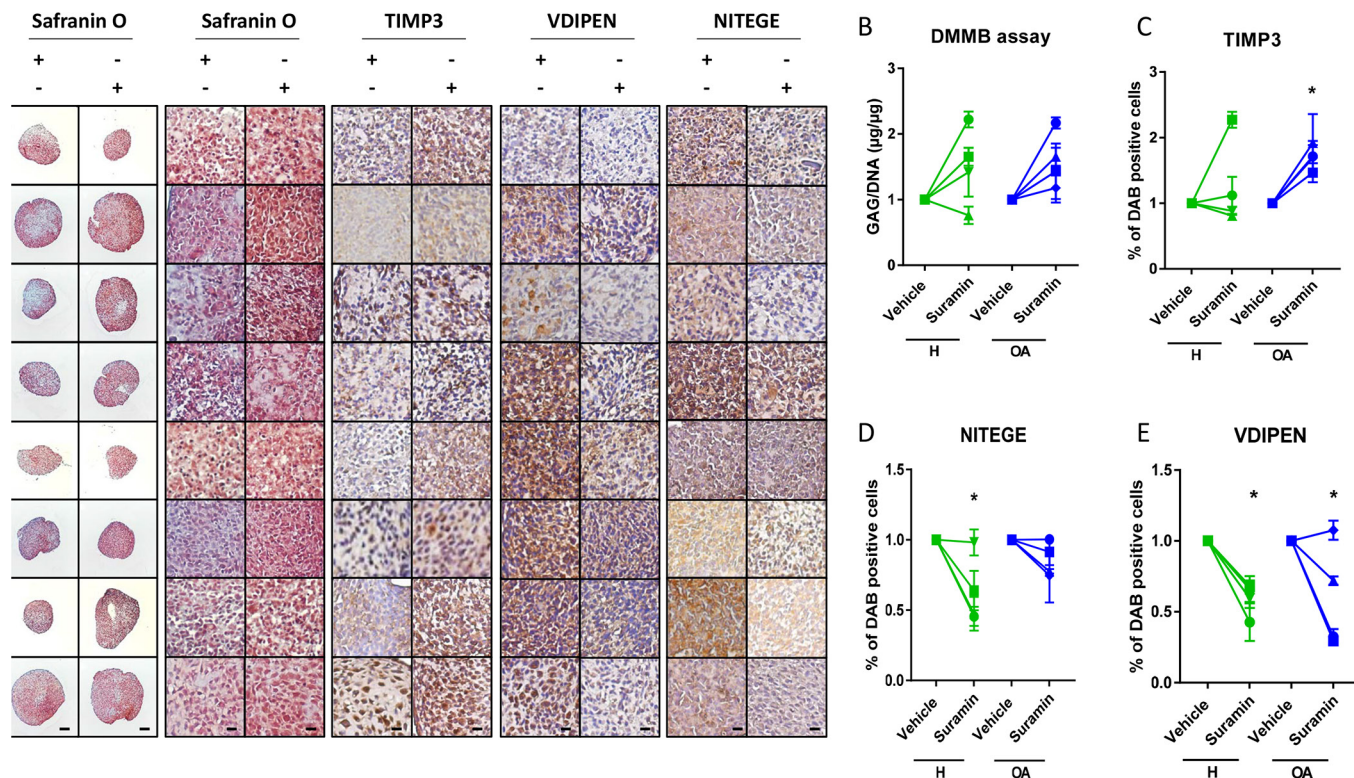 Safranin O Safranin O TIMP3 VDIPEN NITEGE
+ - + - + - + - + -
- + - + - + - + - +
B DMMB assay
GAG/DNA (µg/µg)
3
2
1
0
Vehicle Suramin Vehicle Suramin
H OA
C TIMP3
% of DAB positive cells
3
2
1
0
*
Vehicle Suramin Vehicle Suramin
H OA
D NITEGE
% of DAB positive cells
1.5
1.0
0.5
0.0
*
Vehicle Suramin Vehicle Suramin
H OA
E VDIPEN
% of DAB positive cells
1.5
1.0
0.5
0.0
* *
Vehicle Suramin Vehicle Suramin
H OA